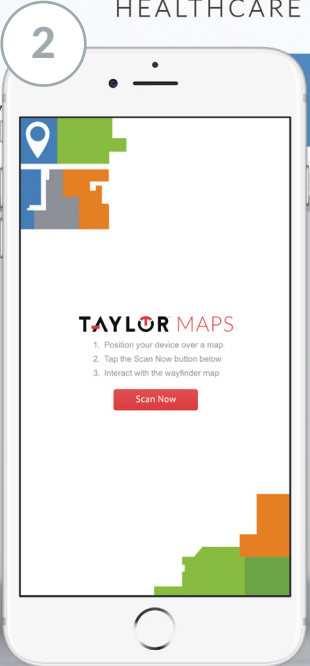 HEALTHCARE
2
TAYLOR MAPS
1. Position your device over a map
2. Tap the Scan Now button below
3. Interact with the wayfinder map
Scan Now